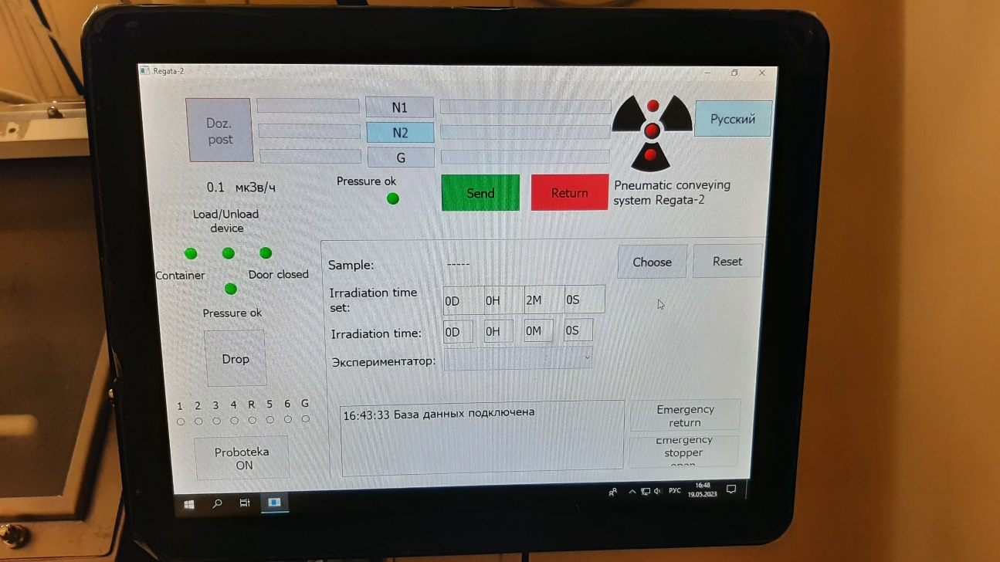 Regata-2
Doz.
post
N1
N2
G
Русский
0.1 мкЗв/ч
Pressure ok
Send
Return
Pneumatic conveying
system Regata-2
Load/Unload
device
Container
Door closed
Pressure ok
Sample:
-----
Choose
Reset
Irradiation time
set:
0D 0H 2M 0S
Irradiation time:
0D 0H 0M 0S
Экспериментатор:
Drop
1 2 3 4 R 5 6 G
16:43:33 База данных подключена
Emergency
return
Emergency
stopper
open
Proboteka
ON
РУС
16:48
19.05.2023